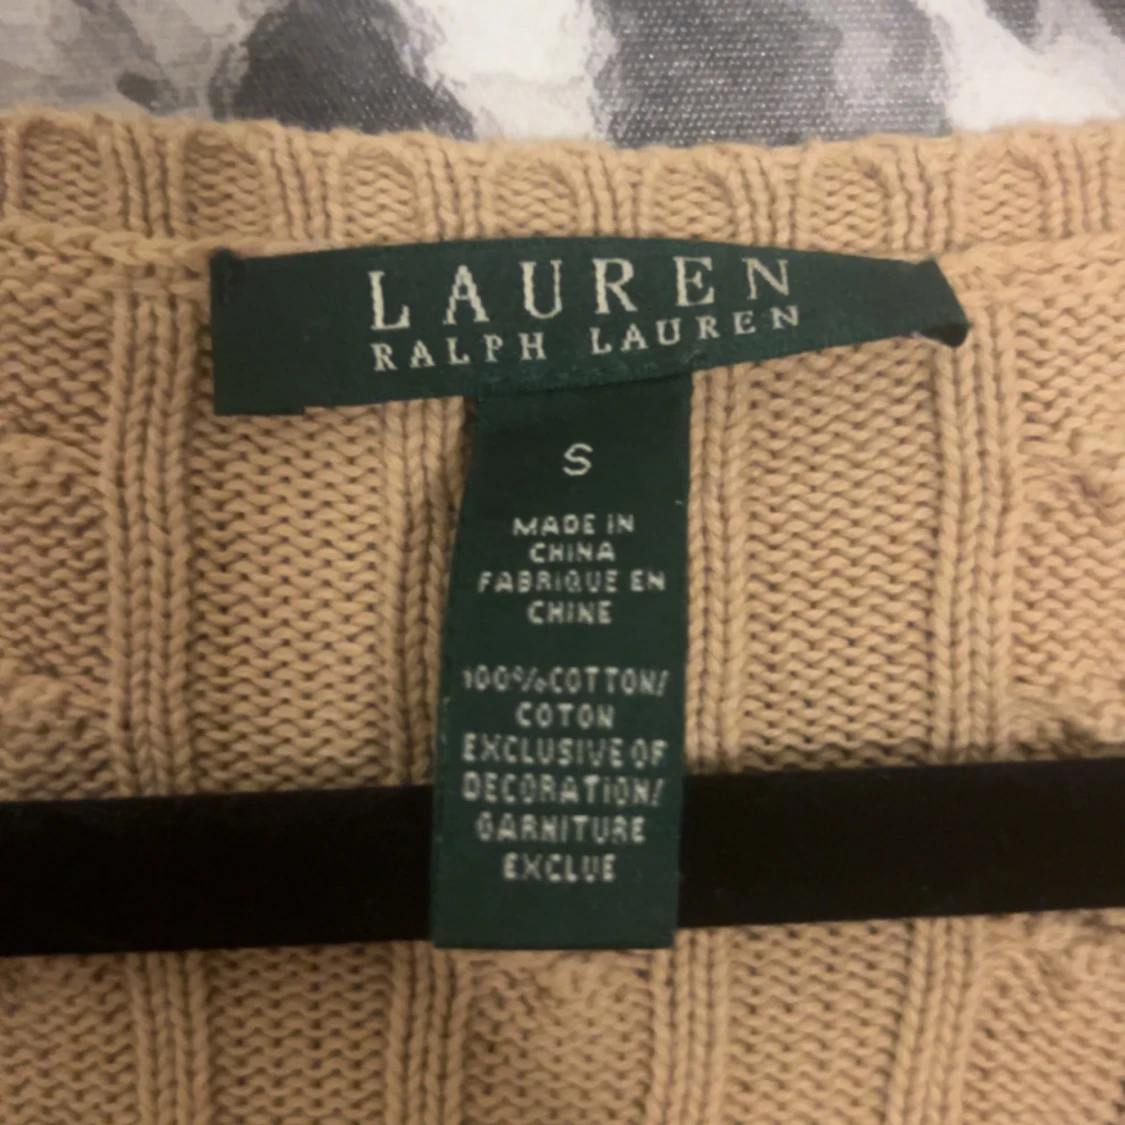 LAUREN
RALPH LAUREN
S
MADE IN
CHINA
FABRIQUE EN
CHINE
100%COTTON/
COTON
EXCLUSIVE OF
DECORATION/
GARNITURE
EXCLUE